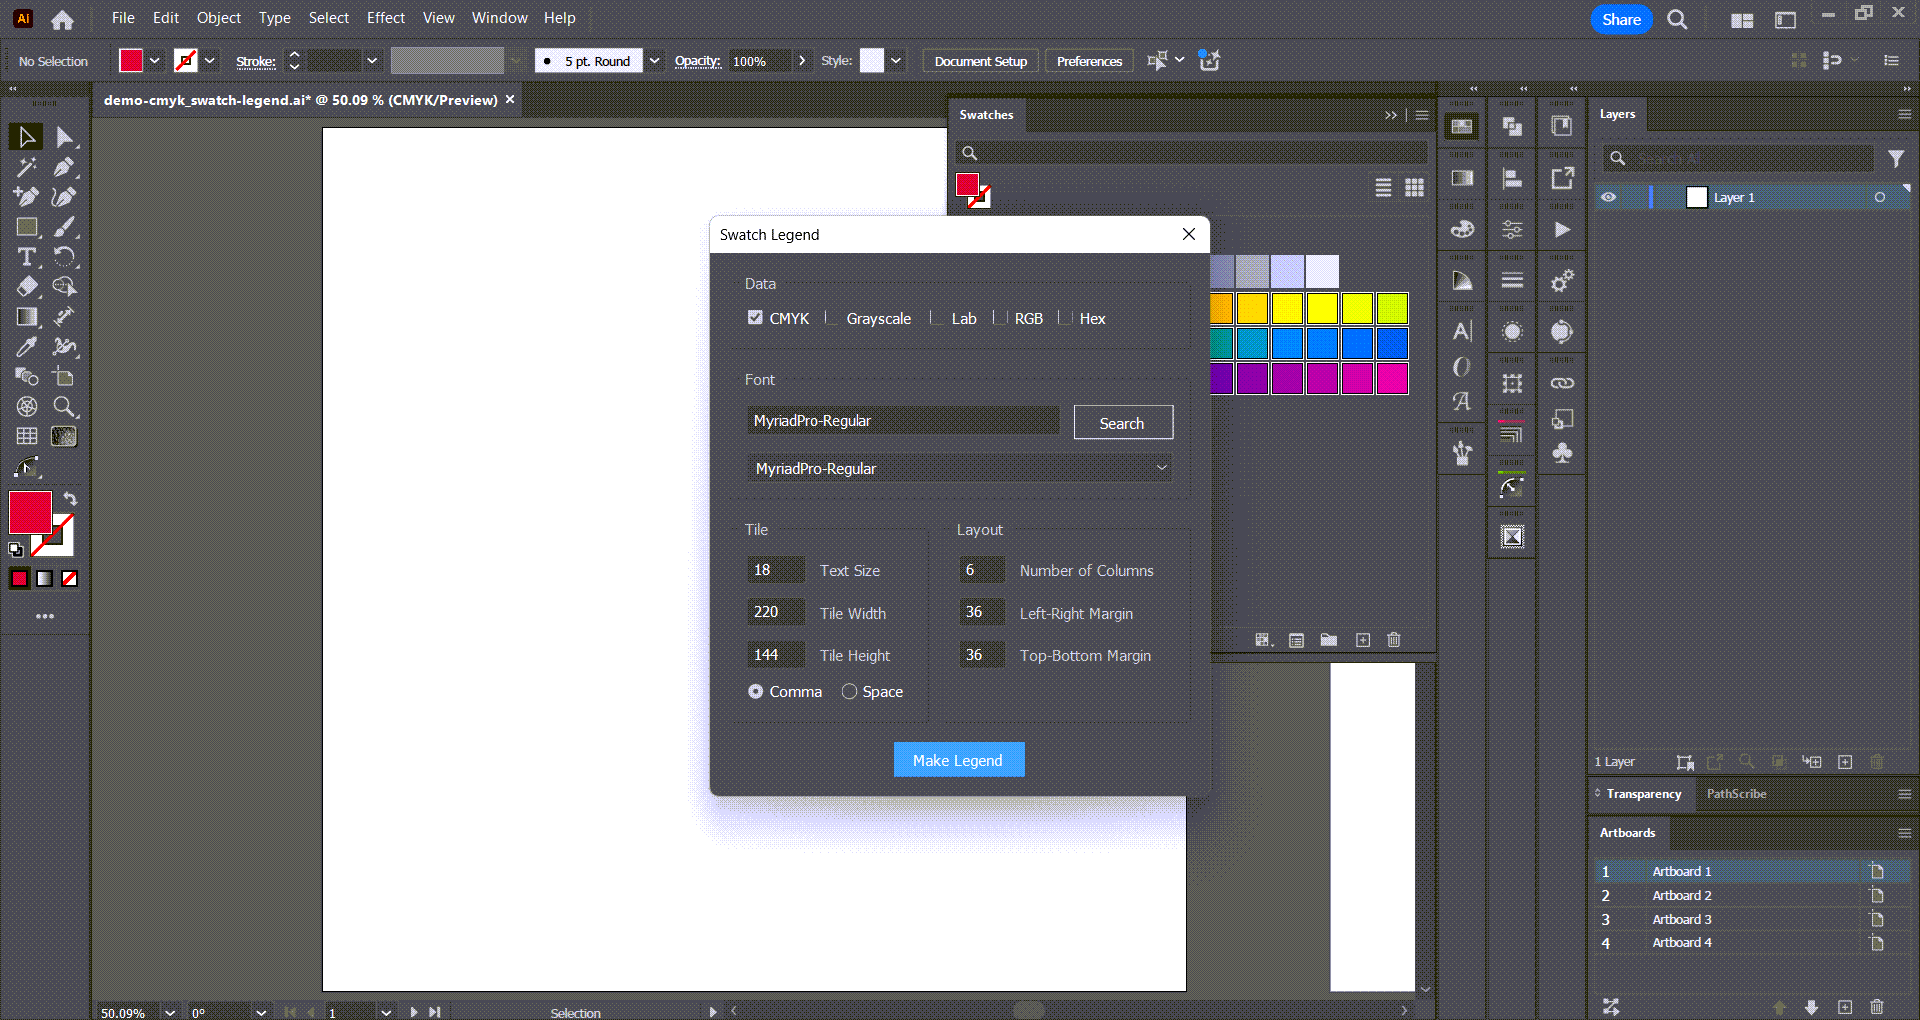 Ai File Edit Object Type Select Effect View Window Help Share
No Selection Stroke: 5 pt. Round Opacity: 100% Style: Document Setup Preferences
demo-cmyk_swatch-legend.ai* @ 50.09 % (CMYK/Preview)
Swatches
Swatch Legend
Data
CMYK Grayscale Lab RGB Hex
Font
MyriadPro-Regular Search
MyriadPro-Regular
Tile
18 Text Size
220 Tile Width
144 Tile Height
Comma Space
Layout
6 Number of Columns
36 Left-Right Margin
36 Top-Bottom Margin
Make Legend
Layers
Search All
Layer 1
1 Layer
Transparency PathScribe
Artboards
1 Artboard 1
2 Artboard 2
3 Artboard 3
4 Artboard 4
50.09% 0° 1 Selection